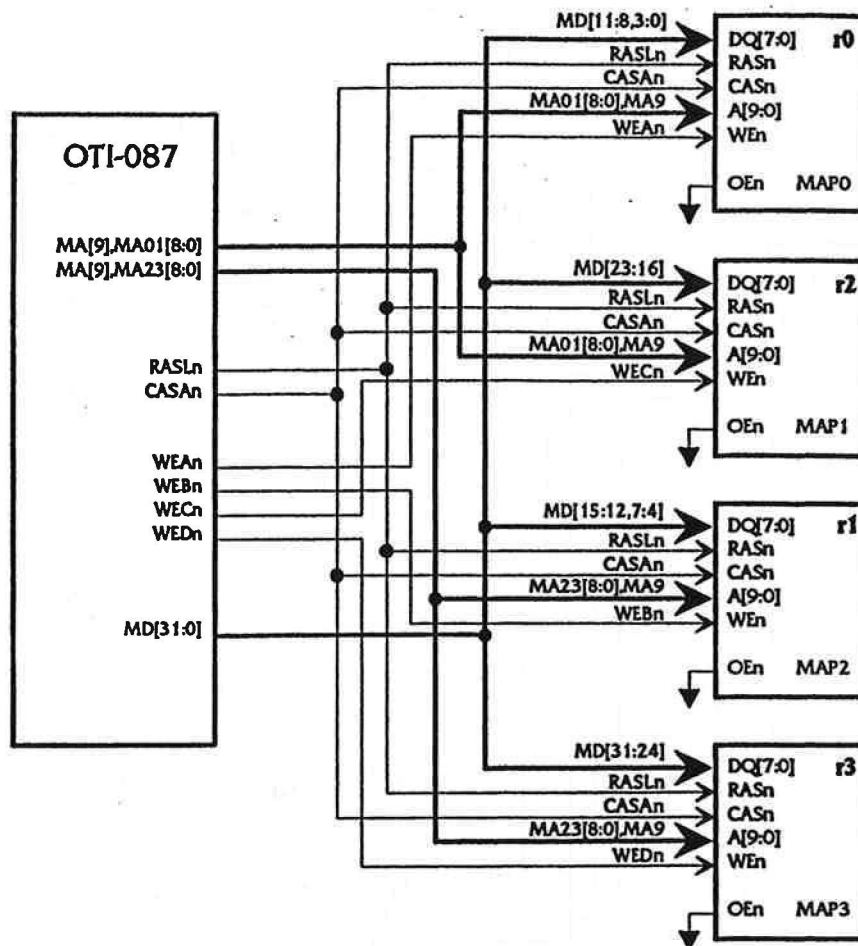 OTI-087
MA[9],MA01[8:0]
MA[9],MA23[8:0]
RASLn
CASAn
WEAn
WEBn
WECn
WEDn
MD[31:0]
MD[11:8,3:0]
RASLn
CASAn
MA01[8:0],MA9
WEAn
DQ[7:0] r0
RASn
CASn
A[9:0]
WEn
OEn MAP0
MD[23:16]
RASLn
CASAn
MA01[8:0],MA9
WECn
DQ[7:0] r2
RASn
CASn
A[9:0]
WEn
OEn MAP1
MD[15:12,7:4]
RASLn
CASAn
MA23[8:0],MA9
WEBn
DQ[7:0] r1
RASn
CASn
A[9:0]
WEn
OEn MAP2
MD[31:24]
RASLn
CASAn
MA23[8:0],MA9
WEDn
DQ[7:0] r3
RASn
CASn
A[9:0]
WEn
OEn MAP3